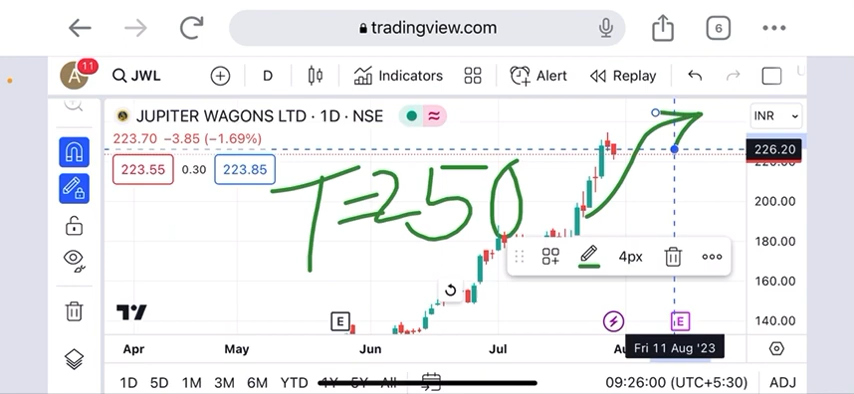 tradingview.com
6
A
11
JWL
D
Indicators
Alert
Replay
JUPITER WAGONS LTD · 1D · NSE
INR
223.70 −3.85 (−1.69%)
226.20
223.55
0.30
223.85
T=250
200.00
180.00
4px
160.00
E
E
140.00
Apr
May
Jun
Jul
Fri 11 Aug '23
1D
5D
1M
3M
6M
YTD
1Y
5Y
All
09:26:00 (UTC+5:30)
ADJ